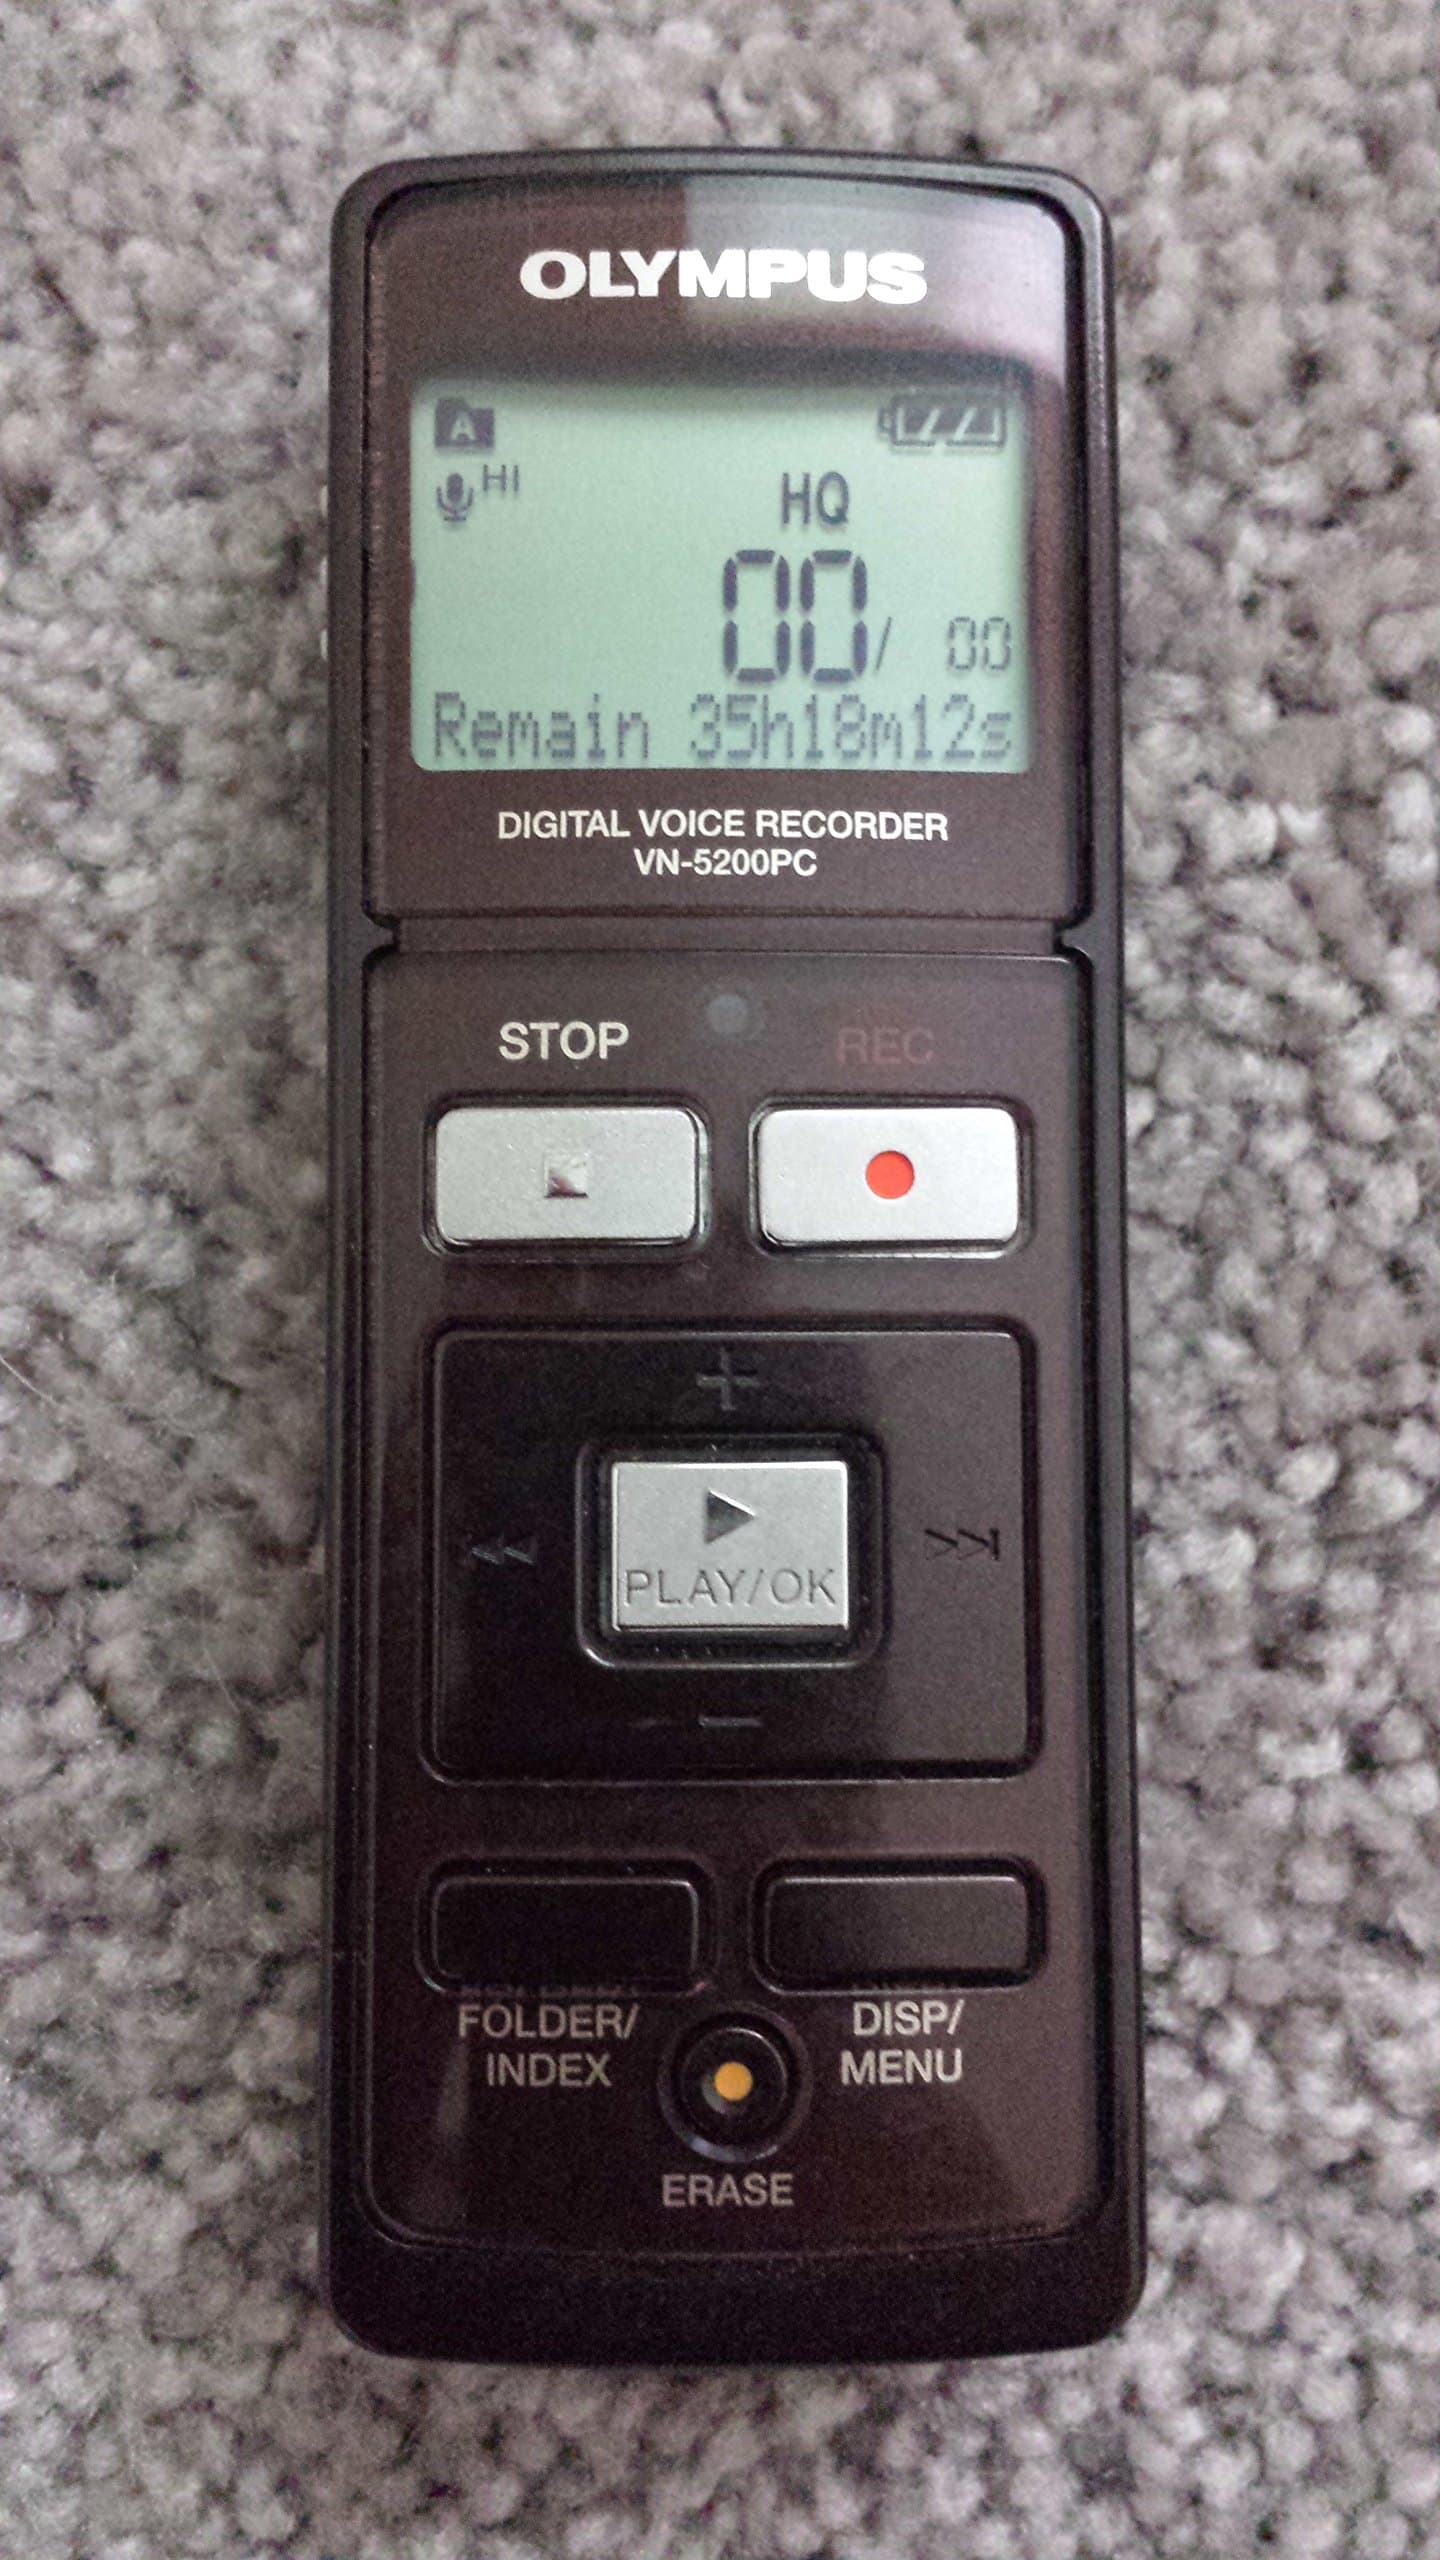 OLYMPUS
A
HI
HQ
00/ 00
Remain 35h18m12s
DIGITAL VOICE RECORDER
VN-5200PC
STOP REC
+
PLAY/OK
-
FOLDER/ DISP/
INDEX MENU
ERASE